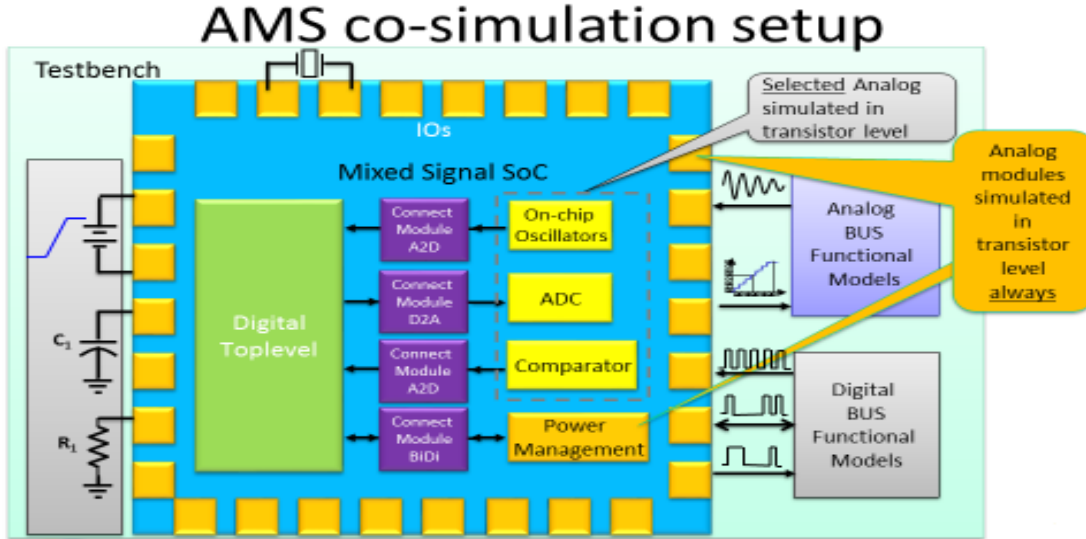 AMS co-simulation setup
Testbench
IOs
Mixed Signal SoC
Selected Analog
simulated in
transistor level
Analog
modules
simulated
in
transistor
level
always
Digital
Toplevel
Connect
Module
A2D
On-chip
Oscillators
Connect
Module
D2A
ADC
Connect
Module
A2D
Comparator
Connect
Module
BiDi
Power
Management
C1
R1
Analog
BUS
Functional
Models
Digital
BUS
Functional
Models